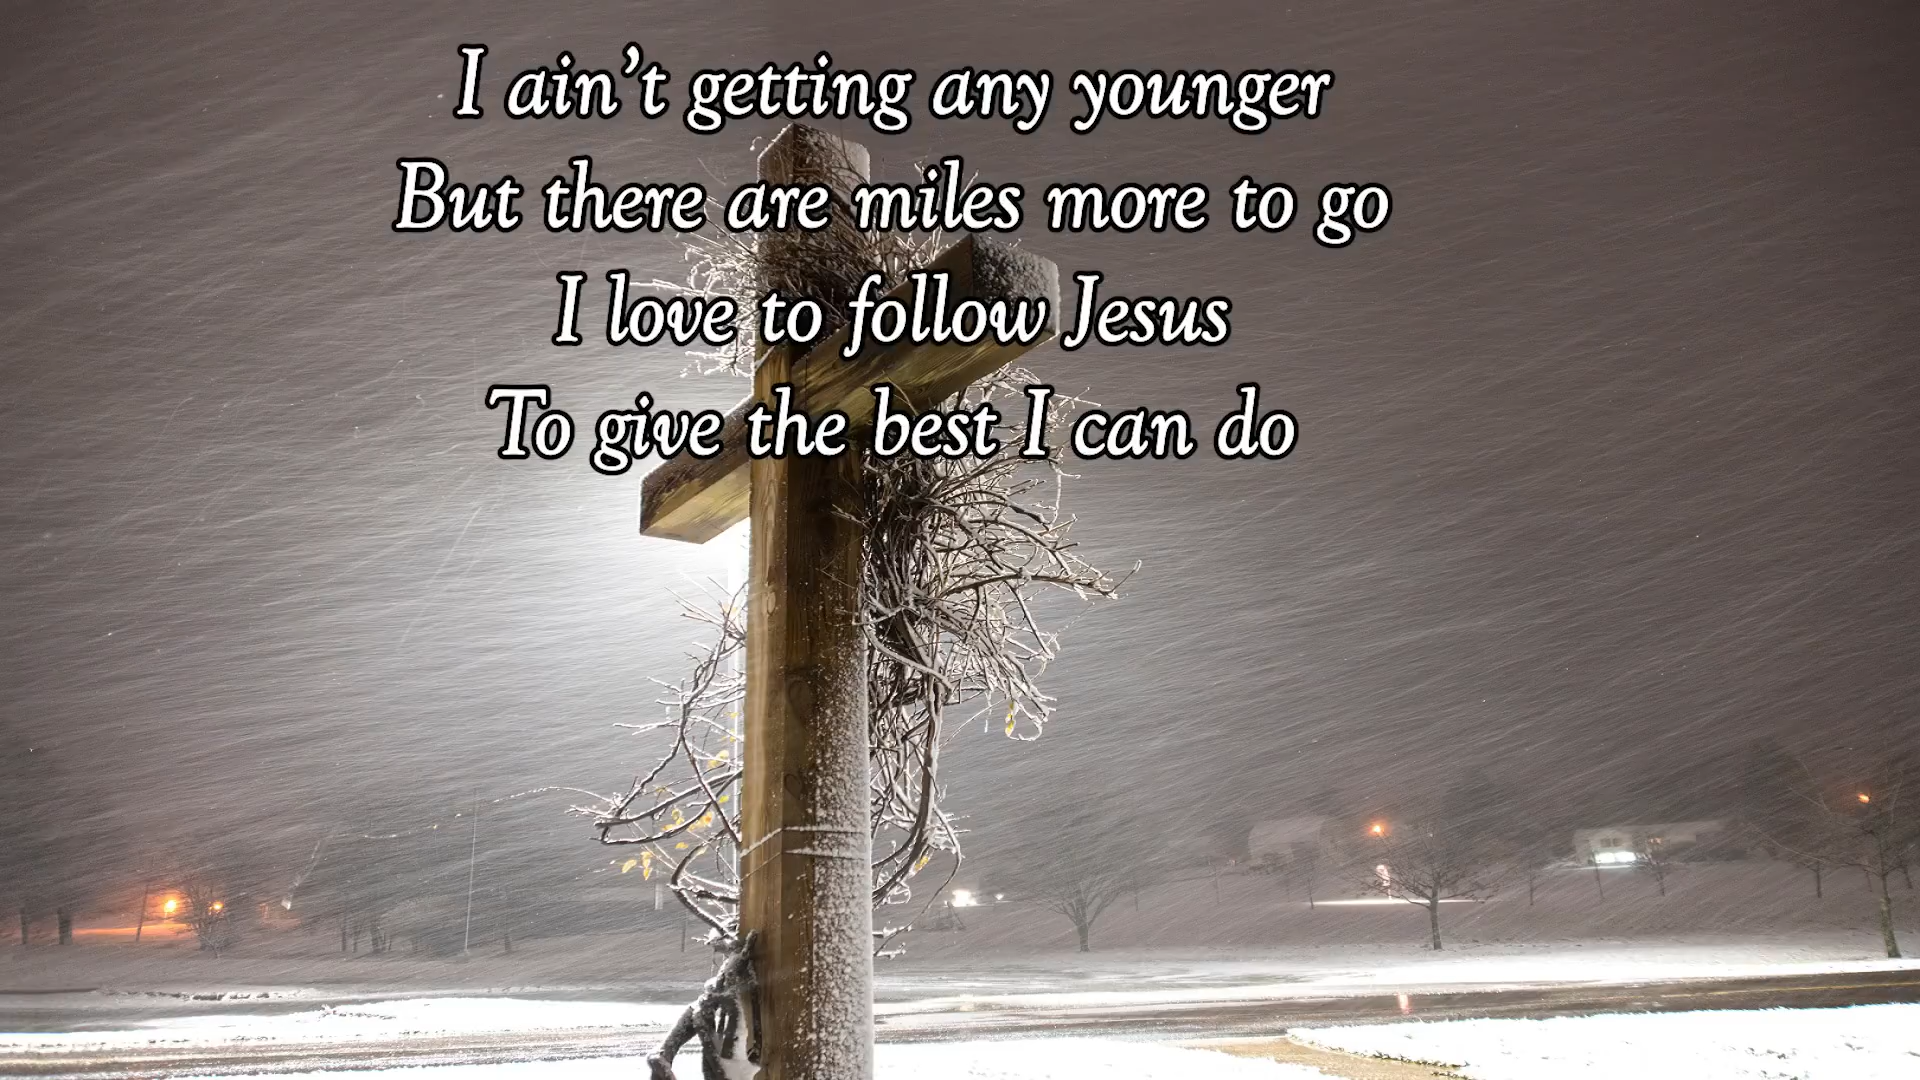 I ain’t getting any younger
But there are miles more to go
I love to follow Jesus
To give the best I can do